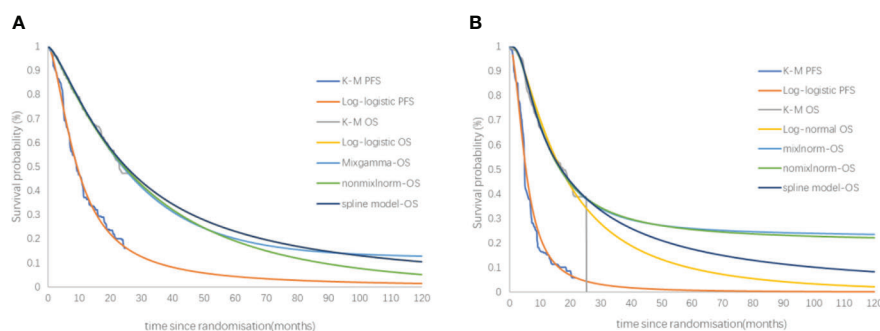 A
B
1
0.9
0.8
0.7
0.6
0.5
0.4
0.3
0.2
0.1
0
Survival probability (%)
K-M PFS
Log-logistic PFS
K-M OS
Log-logistic OS
Mixgamma-OS
nonmixlnorm-OS
spline model-OS
0 10 20 30 40 50 60 70 80 90 100 110 120
time since randomisation(months)
1
0.9
0.8
0.7
0.6
0.5
0.4
0.3
0.2
0.1
0
Survival probability (%)
K-M PFS
Log-logistic PFS
K-M OS
Log-normal OS
mixlnorm-OS
nomixlnorm-OS
spline model-OS
0 10 20 30 40 50 60 70 80 90 100 110 120
time since randomisation(months)